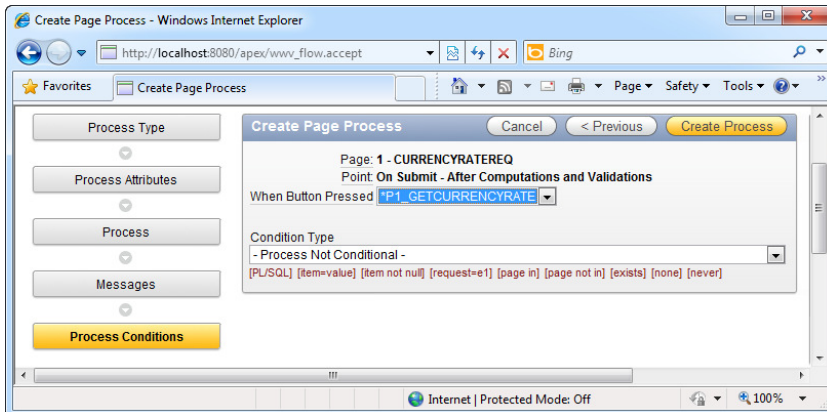 Create Page Process - Windows Internet Explorer
http://localhost:8080/apex/wwv_flow.accept
Bing
Favorites
Create Page Process
Page
Safety
Tools
»
Process Type
Process Attributes
Process
Messages
Process Conditions
Create Page Process
Cancel
< Previous
Create Process
Page: 1 - CURRENCYRATEREQ
Point: On Submit - After Computations and Validations
When Button Pressed *P1_GETCURRENCYRATE
Condition Type
- Process Not Conditional -
[PL/SQL] [item=value] [item not null] [request=e1] [page in] [page not in] [exists] [none] [never]
Internet | Protected Mode: Off
100%